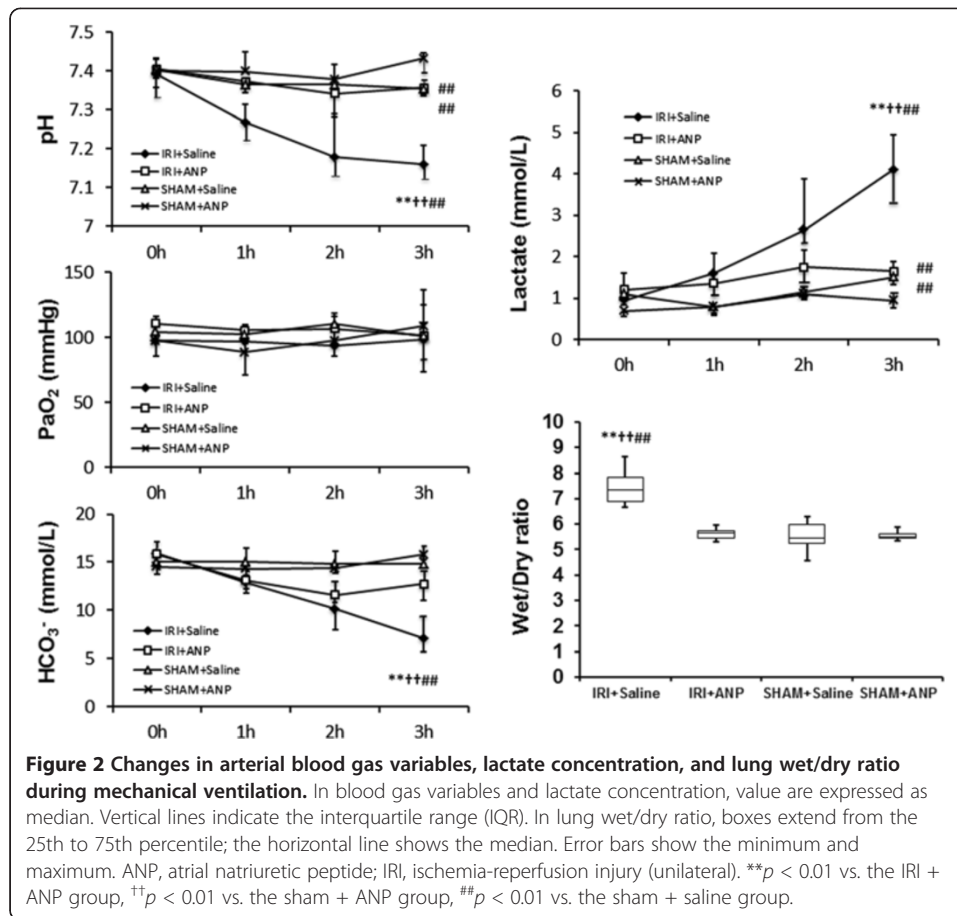 7.5
7.4
7.3
7.2
7.1
7
pH
IRI+Saline
IRI+ANP
SHAM+Saline
SHAM+ANP
##
##
**††##
0h 1h 2h 3h
150
100
50
0
PaO2 (mmHg)
IRI+Saline
IRI+ANP
SHAM+Saline
SHAM+ANP
0h 1h 2h 3h
20
15
10
5
0
HCO3- (mmol/L)
IRI+Saline
IRI+ANP
SHAM+Saline
SHAM+ANP
**††##
0h 1h 2h 3h
6
5
4
3
2
1
0
Lactate (mmol/L)
IRI+Saline
IRI+ANP
SHAM+Saline
SHAM+ANP
**††##
##
##
0h 1h 2h 3h
10
9
8
7
6
5
4
3
2
1
0
Wet/Dry ratio
**††##
IRI+Saline IRI+ANP SHAM+Saline SHAM+ANP
Figure 2 Changes in arterial blood gas variables, lactate concentration, and lung wet/dry ratio
during mechanical ventilation. In blood gas variables and lactate concentration, value are expressed as
median. Vertical lines indicate the interquartile range (IQR). In lung wet/dry ratio, boxes extend from the
25th to 75th percentile; the horizontal line shows the median. Error bars show the minimum and
maximum. ANP, atrial natriuretic peptide; IRI, ischemia-reperfusion injury (unilateral). **p < 0.01 vs. the IRI +
ANP group, ††p < 0.01 vs. the sham + ANP group, ##p < 0.01 vs. the sham + saline group.